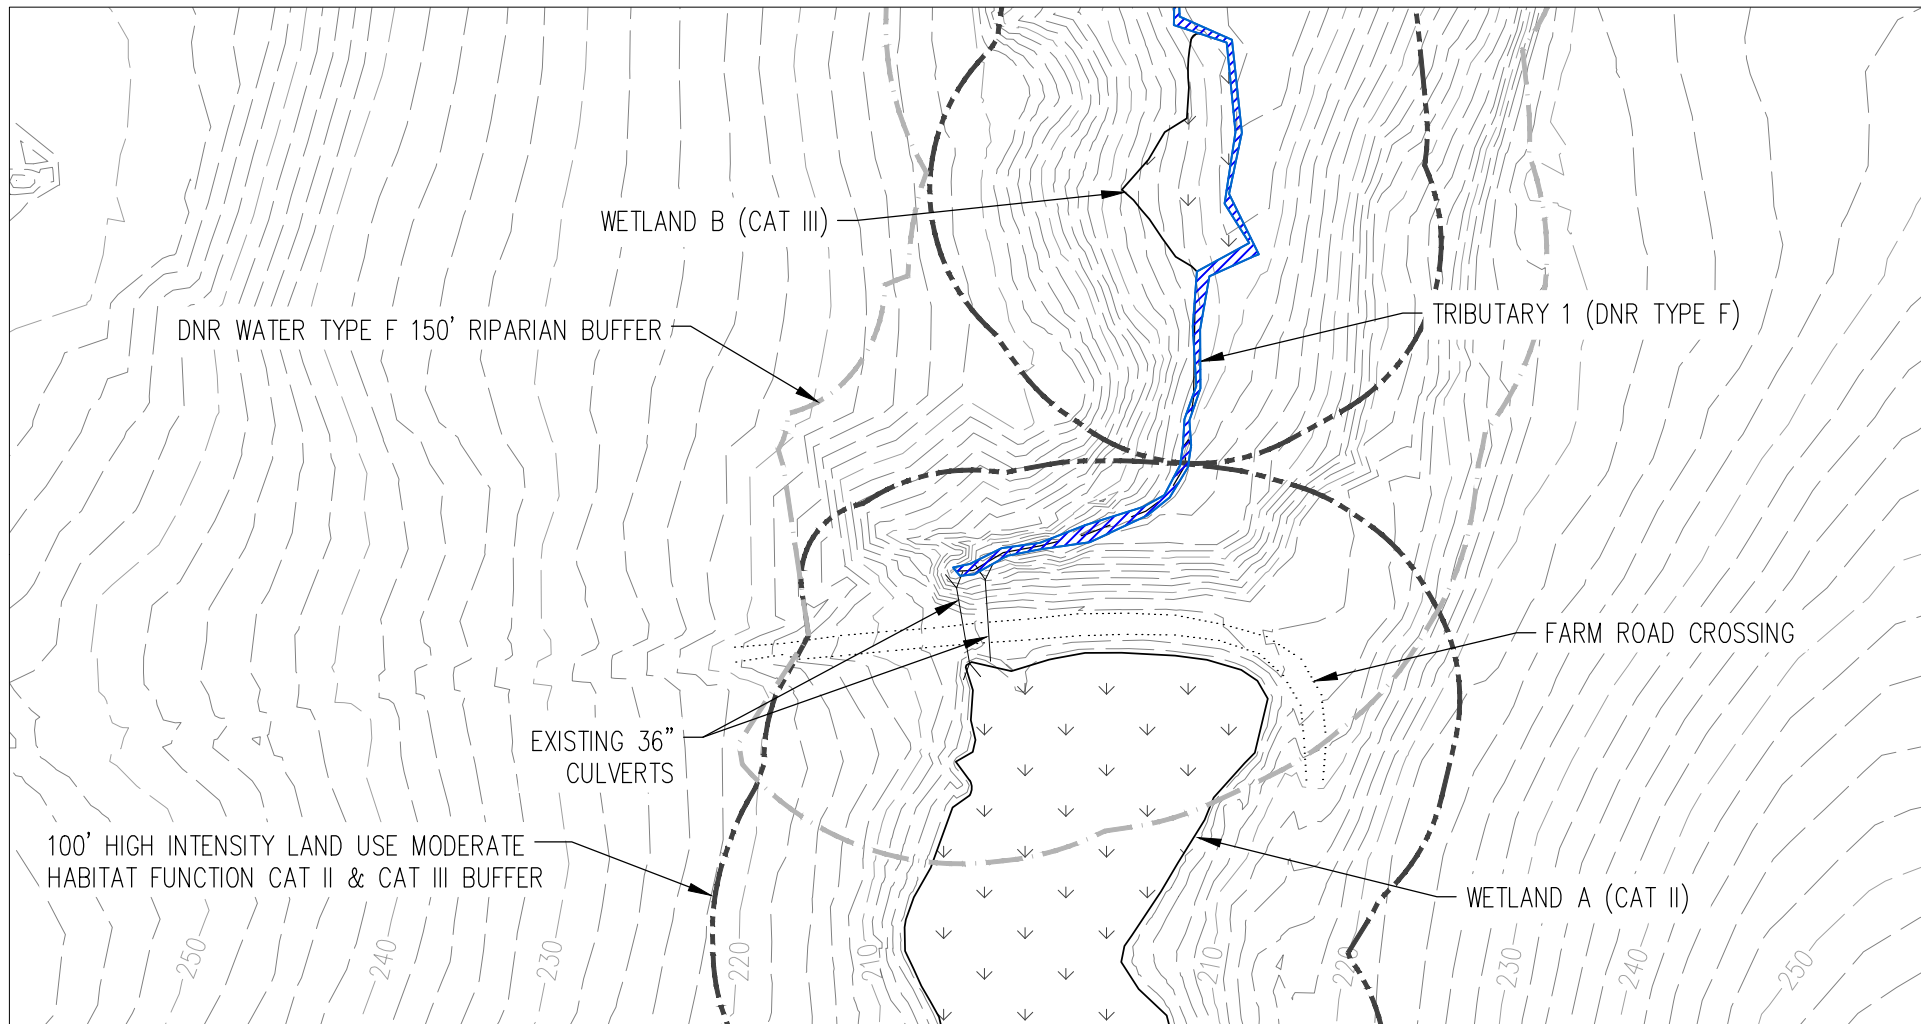 WETLAND B (CAT III)
TRIBUTARY 1 (DNR TYPE F)
DNR WATER TYPE F 150' RIPARIAN BUFFER
FARM ROAD CROSSING
EXISTING 36"
CULVERTS
100' HIGH INTENSITY LAND USE MODERATE
HABITAT FUNCTION CAT II & CAT III BUFFER
WETLAND A (CAT II)
250
240
230
220
210
210
220
230
240
250